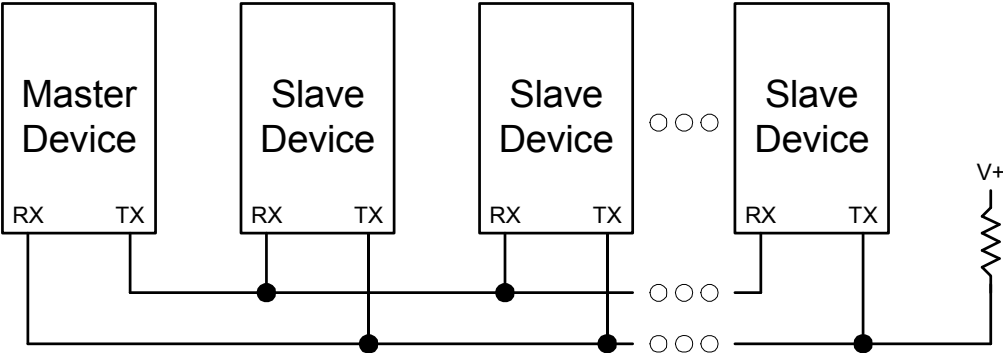 Master
Device
Slave
Device
Slave
Device
Slave
Device
RX TX
RX TX
RX TX
RX TX
V+